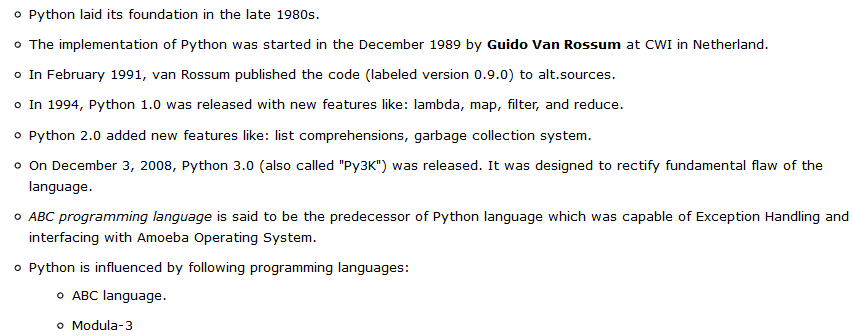 Python laid its foundation in the late 1980s.
The implementation of Python was started in the December 1989 by Guido Van Rossum at CWI in Netherland.
In February 1991, van Rossum published the code (labeled version 0.9.0) to alt.sources.
In 1994, Python 1.0 was released with new features like: lambda, map, filter, and reduce.
Python 2.0 added new features like: list comprehensions, garbage collection system.
On December 3, 2008, Python 3.0 (also called "Py3K") was released. It was designed to rectify fundamental flaw of the
language.
ABC programming language is said to be the predecessor of Python language which was capable of Exception Handling and
interfacing with Amoeba Operating System.
Python is influenced by following programming languages:
ABC language.
Modula-3